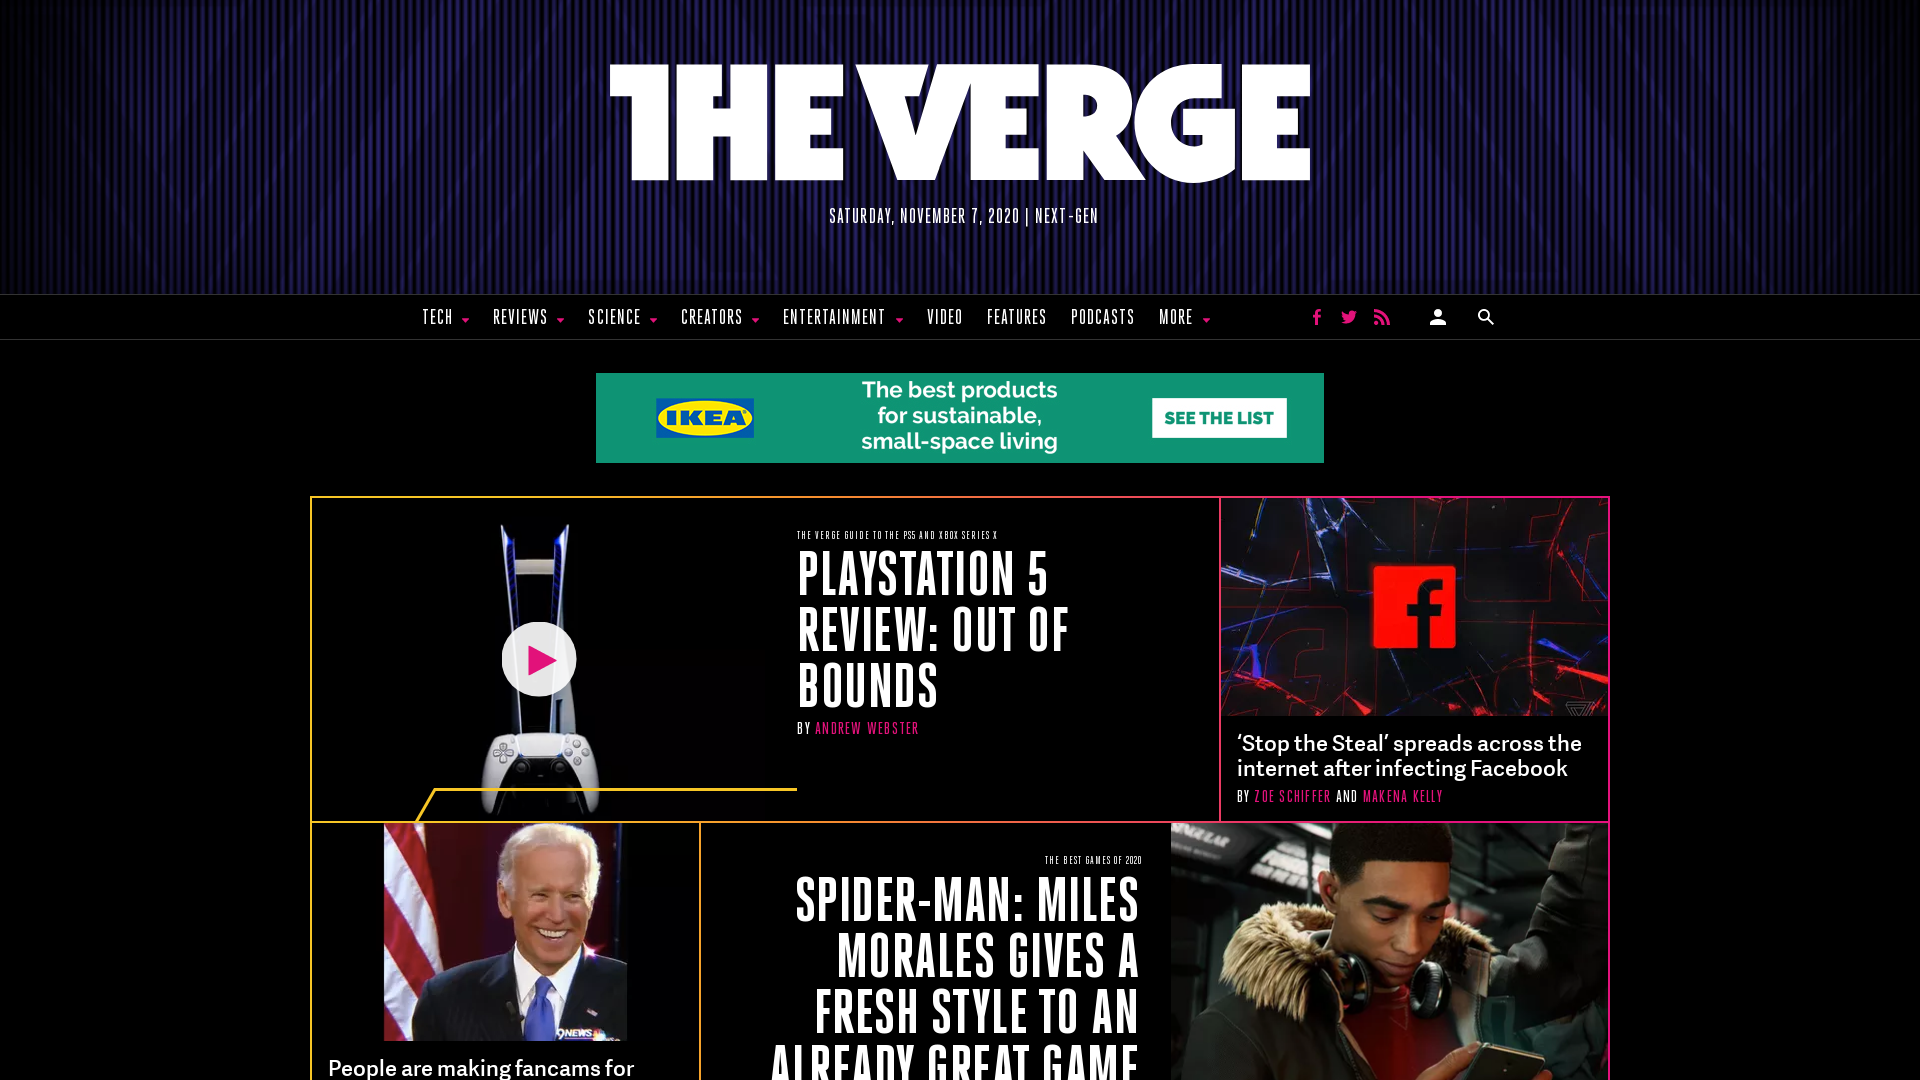 THE VERGE
SATURDAY, NOVEMBER 7, 2020 | NEXT-GEN
TECH REVIEWS SCIENCE CREATORS ENTERTAINMENT VIDEO FEATURES PODCASTS MORE
IKEA
The best products
for sustainable,
small-space living
SEE THE LIST
THE VERGE GUIDE TO THE PS5 AND XBOX SERIES X
PLAYSTATION 5
REVIEW: OUT OF
BOUNDS
BY ANDREW WEBSTER
‘Stop the Steal’ spreads across the
internet after infecting Facebook
BY ZOE SCHIFFER AND MAKENA KELLY
9NEWS
People are making fancams for
THE BEST GAMES OF 2020
SPIDER-MAN: MILES
MORALES GIVES A
FRESH STYLE TO AN
ALREADY GREAT GAME